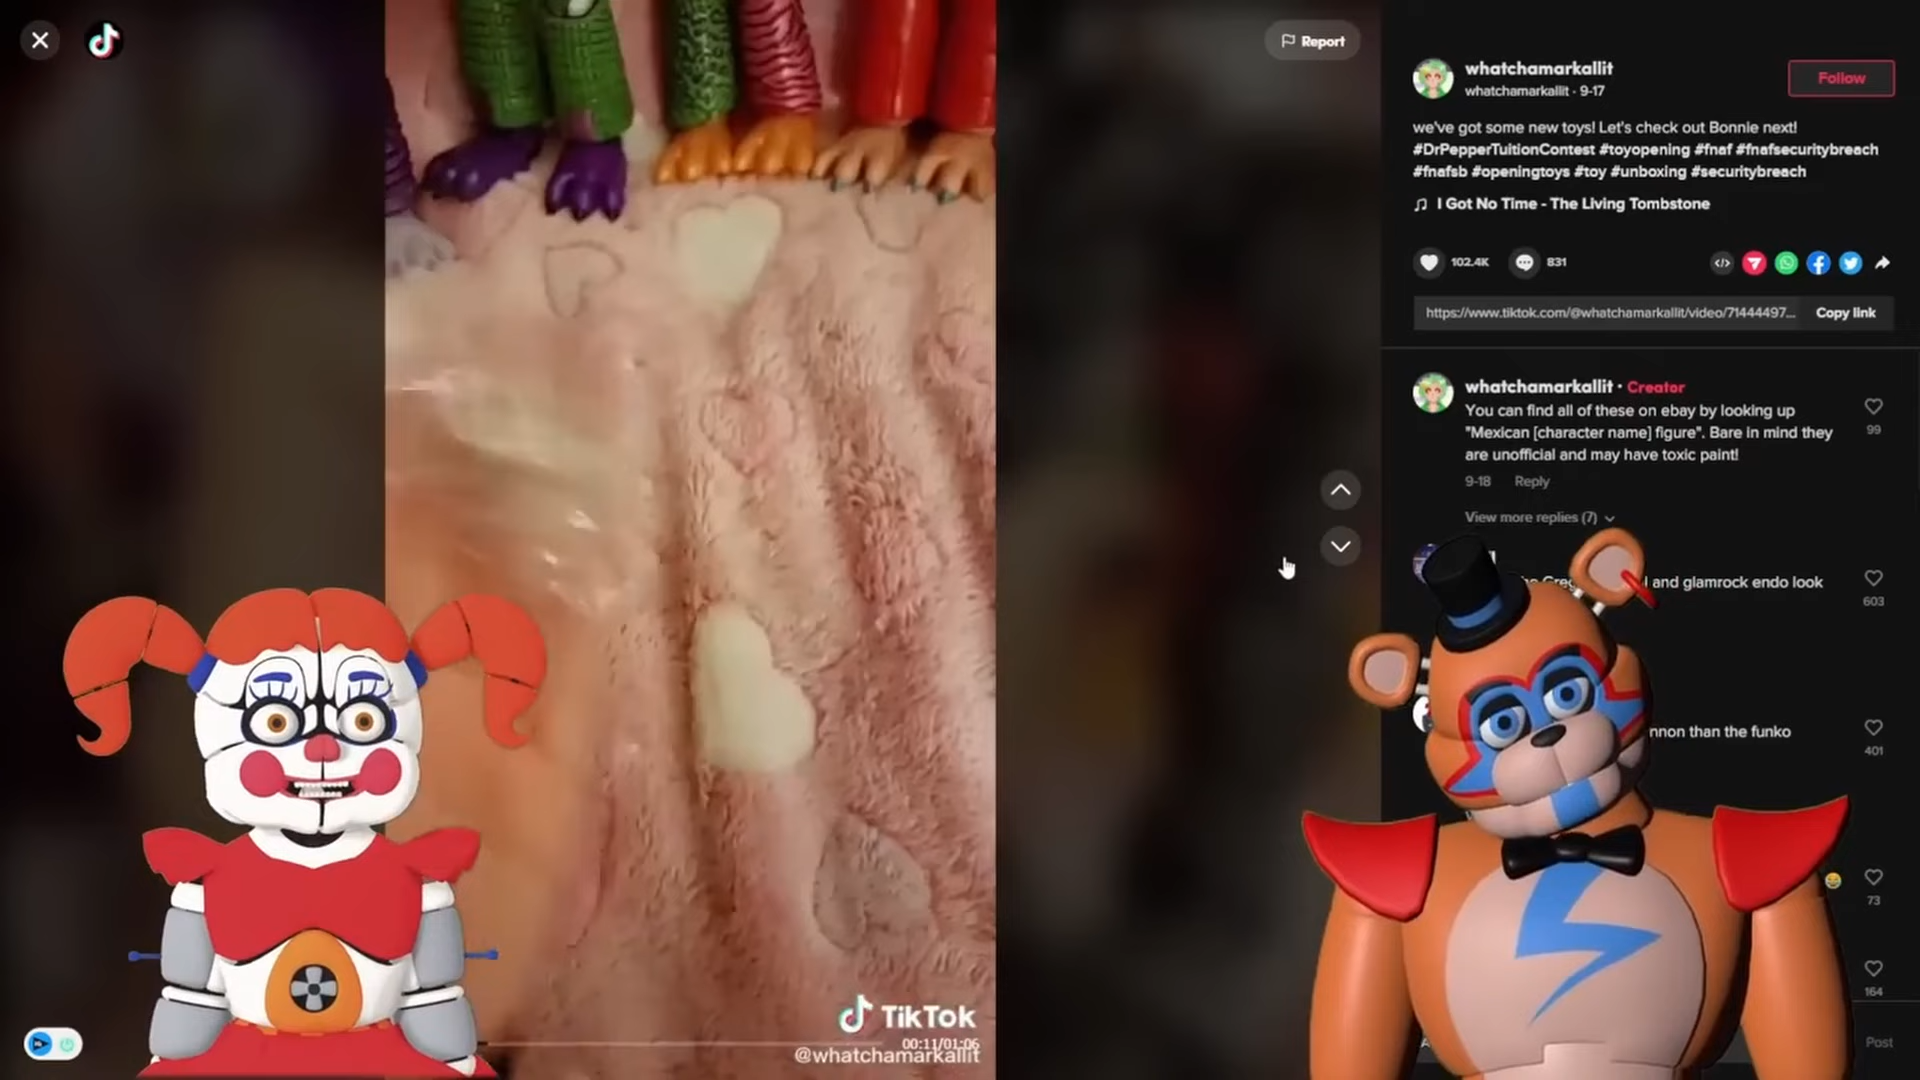 Report
whatchamarkallit
whatchamarkallit · 9-17
Follow
we've got some new toys! Let's check out Bonnie next!
#DrPepperTuitionContest #toyopening #fnaf #fnafsecuritybreach
#fnafsb #openingtoys #toy #unboxing #securitybreach
I Got No Time - The Living Tombstone
102.4K
831
https://www.tiktok.com/@whatchamarkallit/video/71444497...
Copy link
whatchamarkallit · Creator
You can find all of these on ebay by looking up
"Mexican [character name] figure". Bare in mind they
are unofficial and may have toxic paint!
99
9-18 Reply
View more replies (7)
and glamrock endo look
603
than the funko
401
73
164
Post
TikTok
00:11/01:06
@whatchamarkallit